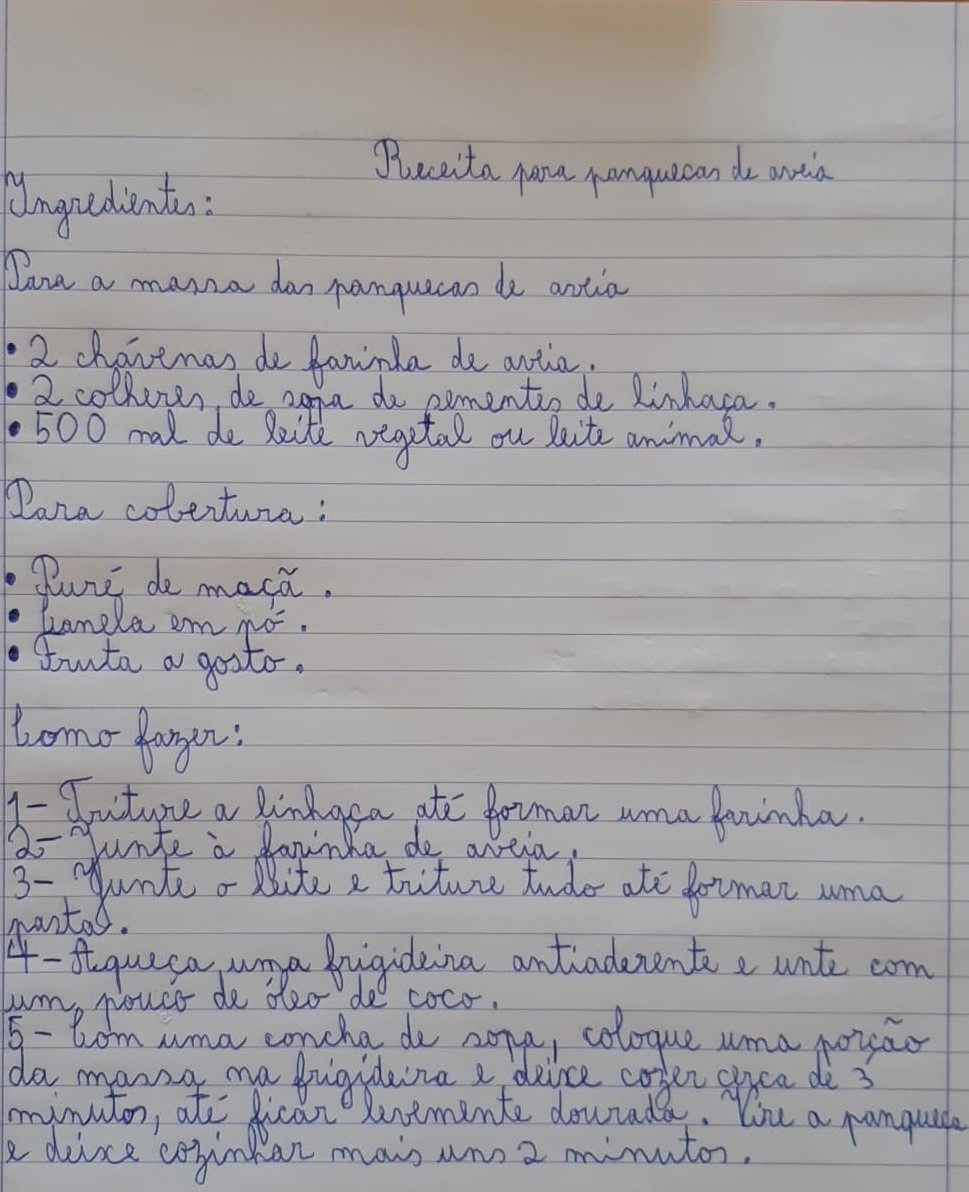 Receita para panquecas de aveia
Ingredientes:
Para a massa das panquecas de aveia
• 2 chávenas de farinha de aveia.
• 2 colheres de sopa de sementes de linhaça.
• 500 mal de leite vegetal ou leite animal.
Para cobertura:
• Puré de maçã.
• Canela em pó.
• Fruta a gosto.
Como fazer:
1- Triture a linhaça até formar uma farinha.
2- Junte à farinha de aveia.
3- Junte o leite e triture tudo até formar uma
pasta.
4- Aqueça uma frigideira antiaderente e unte com
um pouco de óleo de coco.
5- Com uma concha de sopa, coloque uma porção
da massa na frigideira e deixe cozer cerca de 3
minutos, até ficar levemente dourada. Vire a panqueca
e deixe cozinhar mais uns 2 minutos.